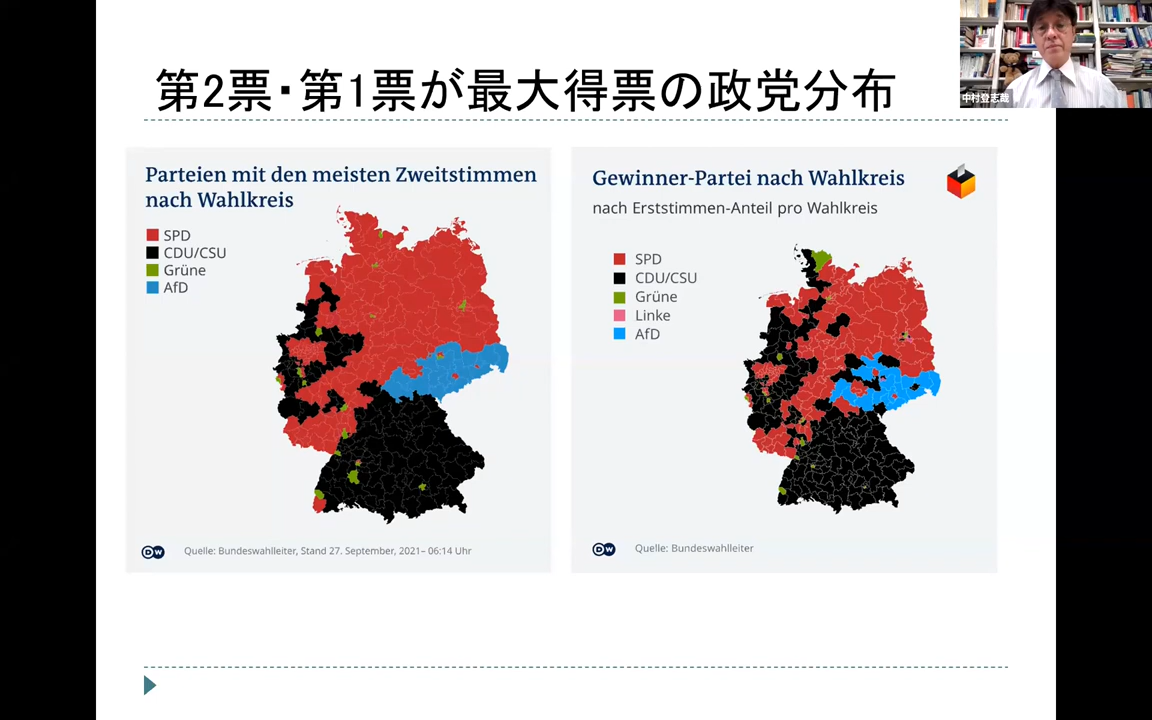 第2票・第1票が最大得票の政党分布
中村登志哉
Parteien mit den meisten Zweitstimmen
nach Wahlkreis
SPD
CDU/CSU
Grüne
AfD
DW
Quelle: Bundeswahlleiter, Stand 27. September, 2021– 06:14 Uhr
Gewinner-Partei nach Wahlkreis
nach Erststimmen-Anteil pro Wahlkreis
SPD
CDU/CSU
Grüne
Linke
AfD
DW
Quelle: Bundeswahlleiter